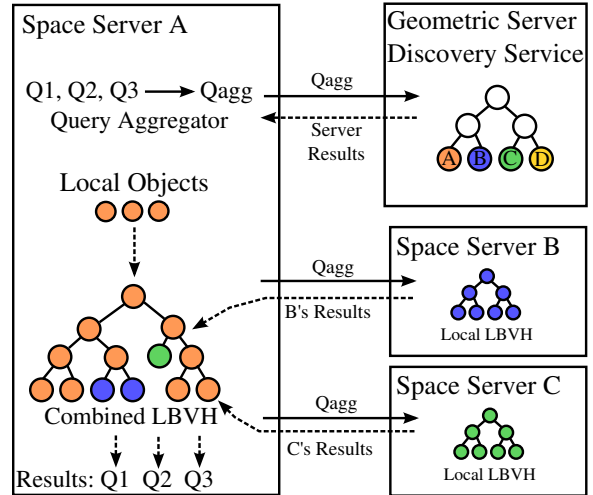 Space Server A
Q1, Q2, Q3 Qagg
Query Aggregator
Local Objects
Combined LBVH
Results: Q1 Q2 Q3
Qagg
Server
Results
Geometric Server
Discovery Service
A B C D
Qagg
B's Results
Space Server B
Local LBVH
Qagg
C's Results
Space Server C
Local LBVH